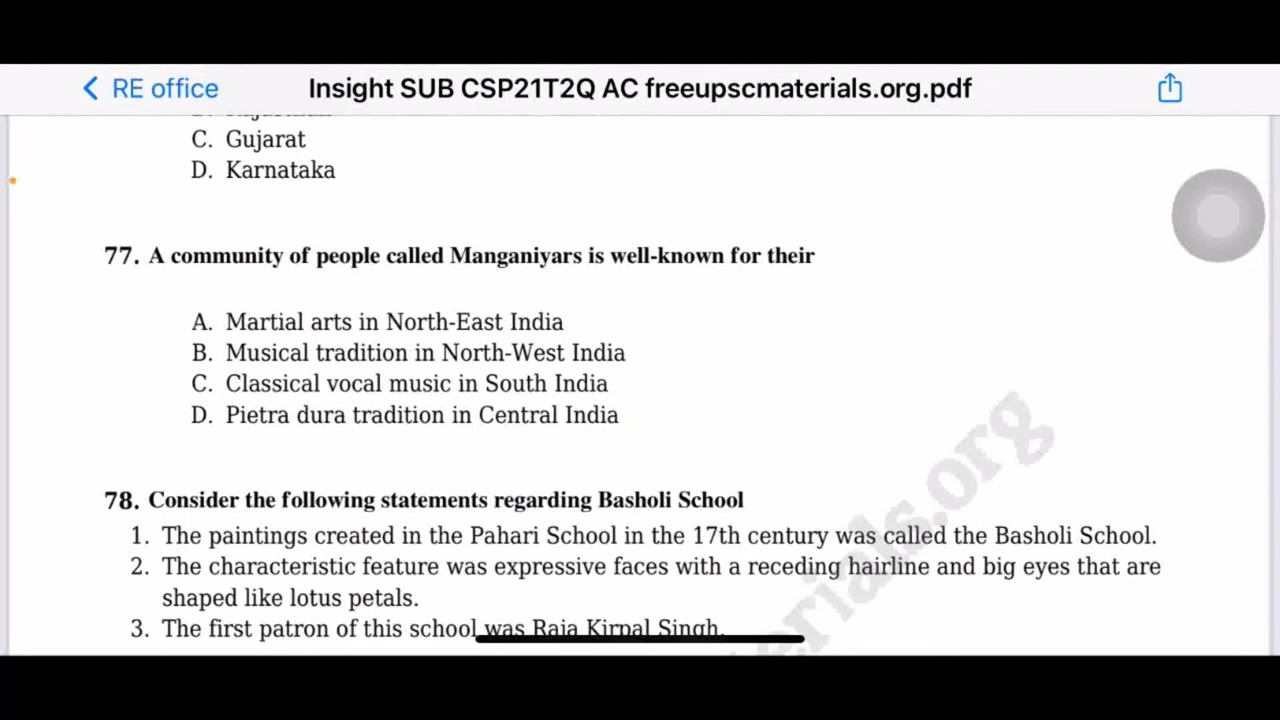 RE office
Insight SUB CSP21T2Q AC freeupscmaterials.org.pdf
C. Gujarat
D. Karnataka
77. A community of people called Manganiyars is well-known for their
A. Martial arts in North-East India
B. Musical tradition in North-West India
C. Classical vocal music in South India
D. Pietra dura tradition in Central India
78. Consider the following statements regarding Basholi School
1. The paintings created in the Pahari School in the 17th century was called the Basholi School.
2. The characteristic feature was expressive faces with a receding hairline and big eyes that are
shaped like lotus petals.
3. The first patron of this school was Raja Kirpal Singh.
erials.org